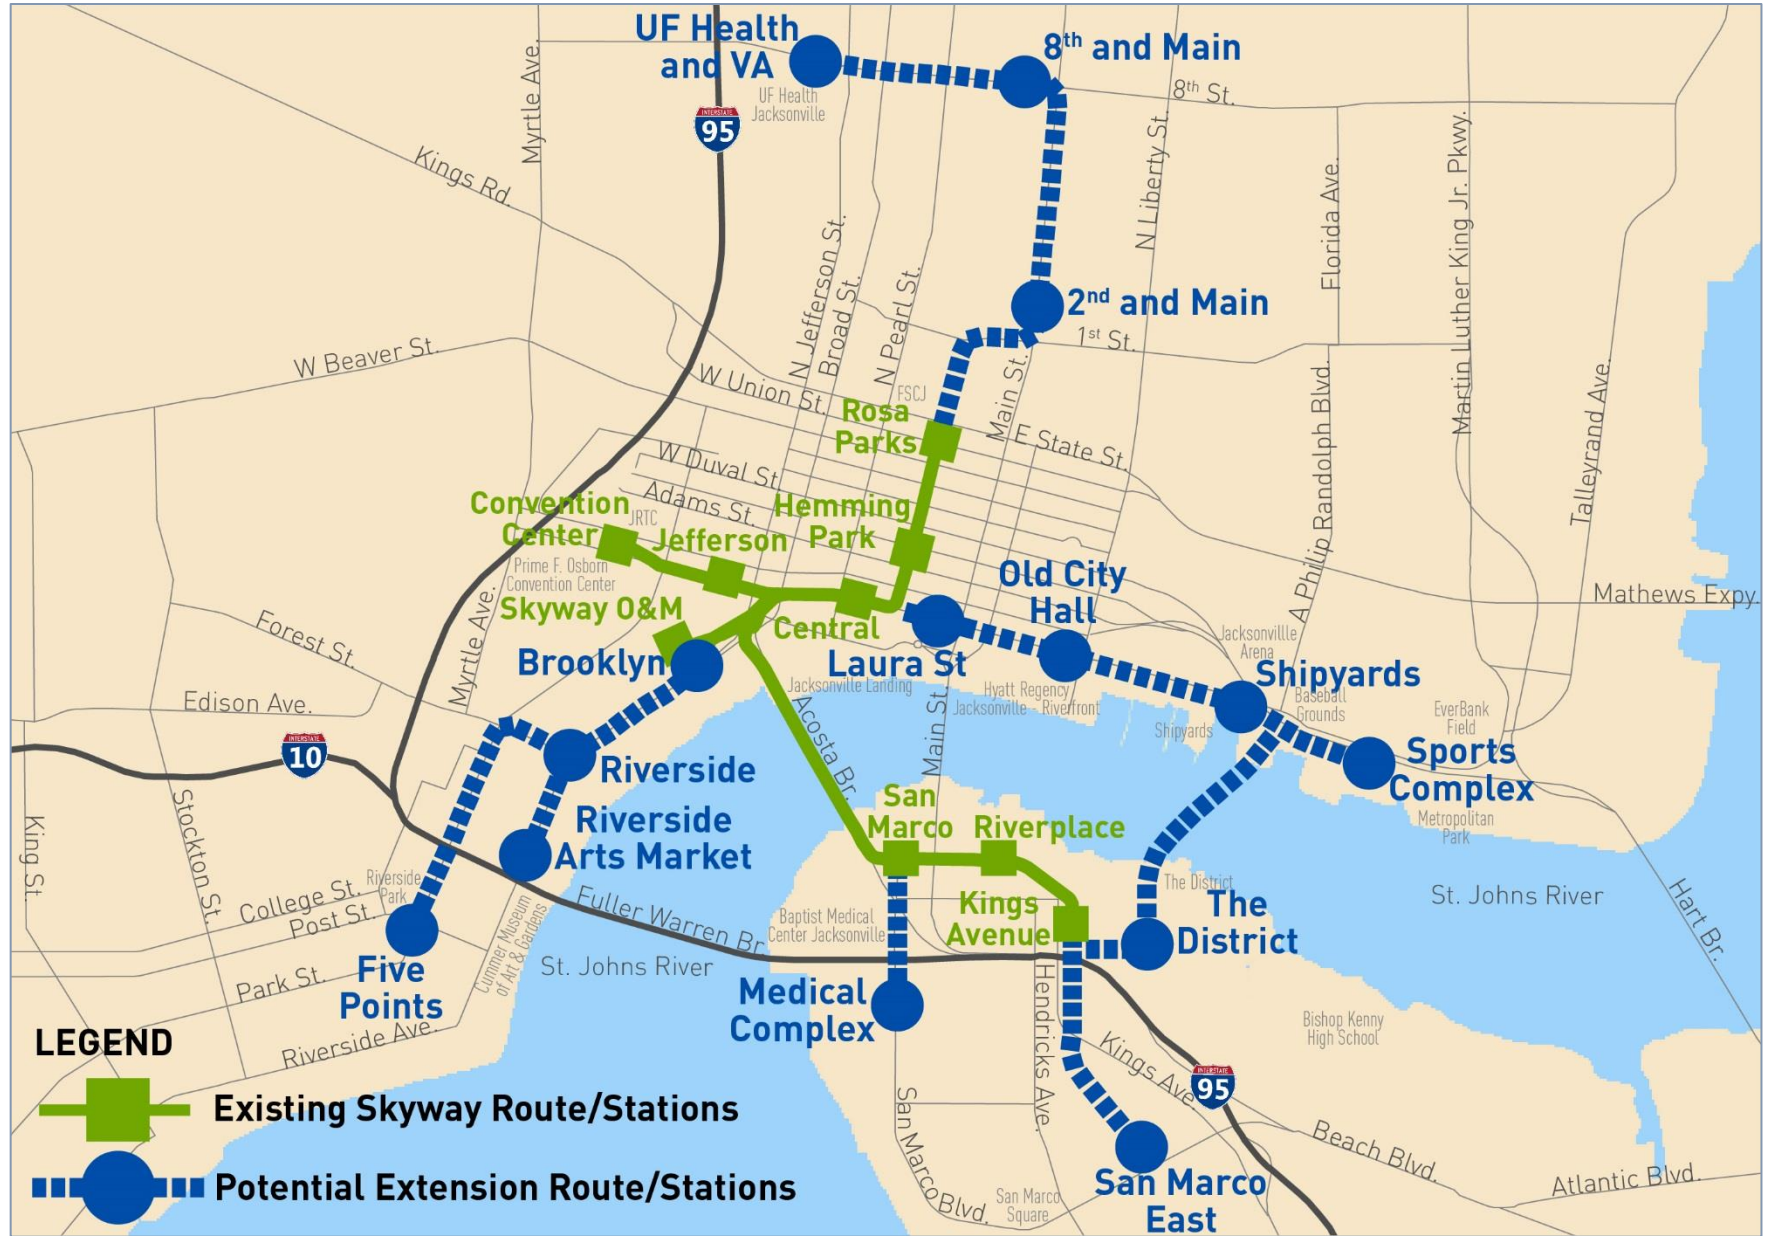 UF Health
and VA
8th and Main
UF Health
Jacksonville
8th St.
Myrtle Ave.
INTERSTATE
95
Kings Rd.
N Liberty St.
Florida Ave.
Martin Luther King Jr. Pkwy.
N Jefferson St.
Broad St.
N Pearl St.
2nd and Main
1st St.
W Beaver St.
W Union St.
FSCJ
Main St.
Rosa
Parks
E State St.
A Philip Randolph Blvd.
Talleyrand Ave.
W Duval St.
Adams St.
Convention
Center
JRTC
Hemming
Park
Jefferson
Prime F. Osborn
Convention Center
Old City
Hall
Mathews Expy.
Skyway O&M
Central
Forest St.
Myrtle Ave.
Brooklyn
Laura St
Jacksonvillle
Arena
Shipyards
Jacksonville Landing
Hyatt Regency
Jacksonville - Riverfront
Baseball
Grounds
EverBank
Field
Shipyards
Edison Ave.
Acosta Br.
Main St.
INTERSTATE
10
Riverside
Sports
Complex
Metropolitan
Park
San
Marco
Riverplace
Riverside
Arts Market
King St.
Stockton St.
College St.
Post St.
Riverside
Park
Fuller Warren Br.
The District
St. Johns River
Hart Br.
Kings
Avenue
The
District
Baptist Medical
Center Jacksonville
Cummer Museum
of Art & Gardens
St. Johns River
Park St.
Five
Points
Medical
Complex
Hendricks Ave.
Bishop Kenny
High School
Riverside Ave.
Kings Ave.
INTERSTATE
95
LEGEND
Existing Skyway Route/Stations
Potential Extension Route/Stations
San Marco Blvd.
San Marco
Square
San Marco
East
Beach Blvd.
Atlantic Blvd.